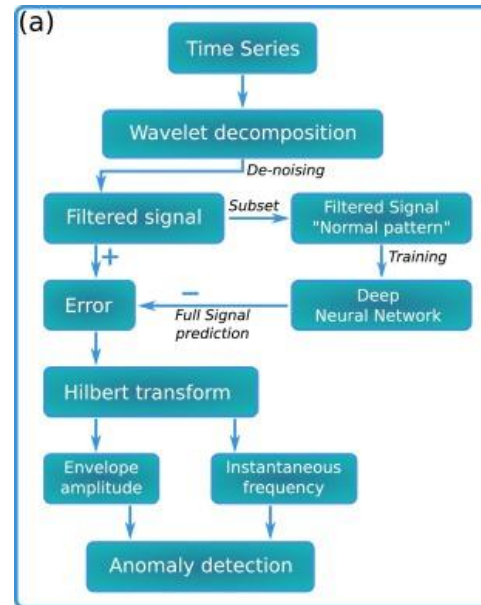 (a)
Time Series
Wavelet decomposition
De-noising
Filtered signal
Subset
Filtered Signal
"Normal pattern"
+
Training
Error
−
Full Signal
prediction
Deep
Neural Network
Hilbert transform
Envelope
amplitude
Instantaneous
frequency
Anomaly detection